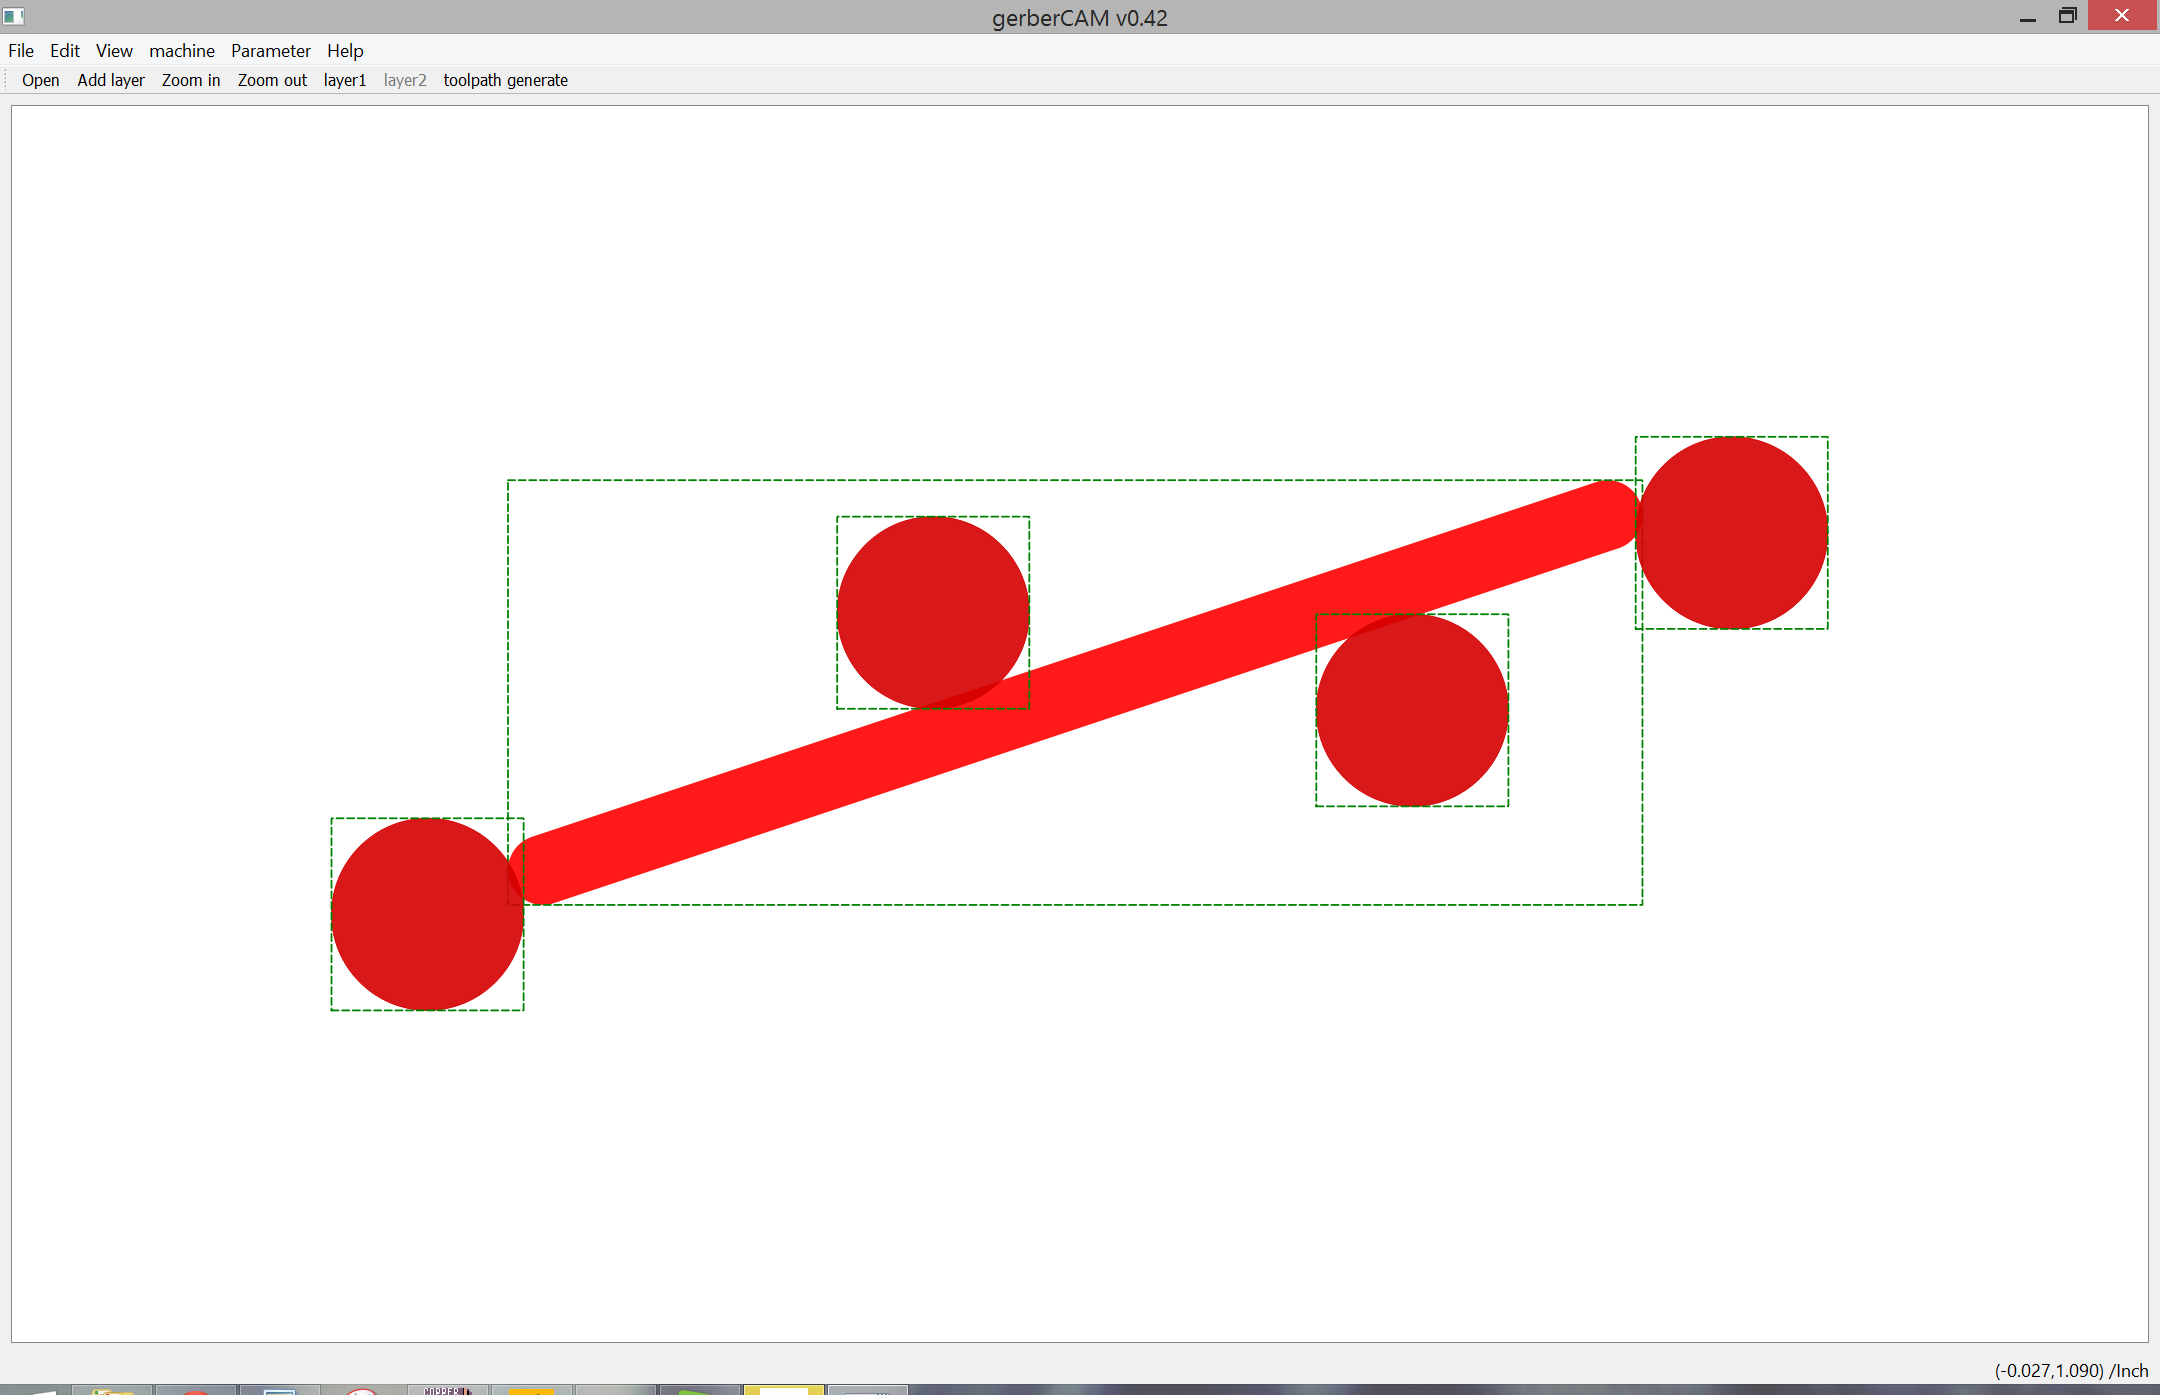 gerberCAM v0.42
File Edit View machine Parameter Help
Open Add layer Zoom in Zoom out layer1 layer2 toolpath generate
(-0.027,1.090) /Inch
COPPER